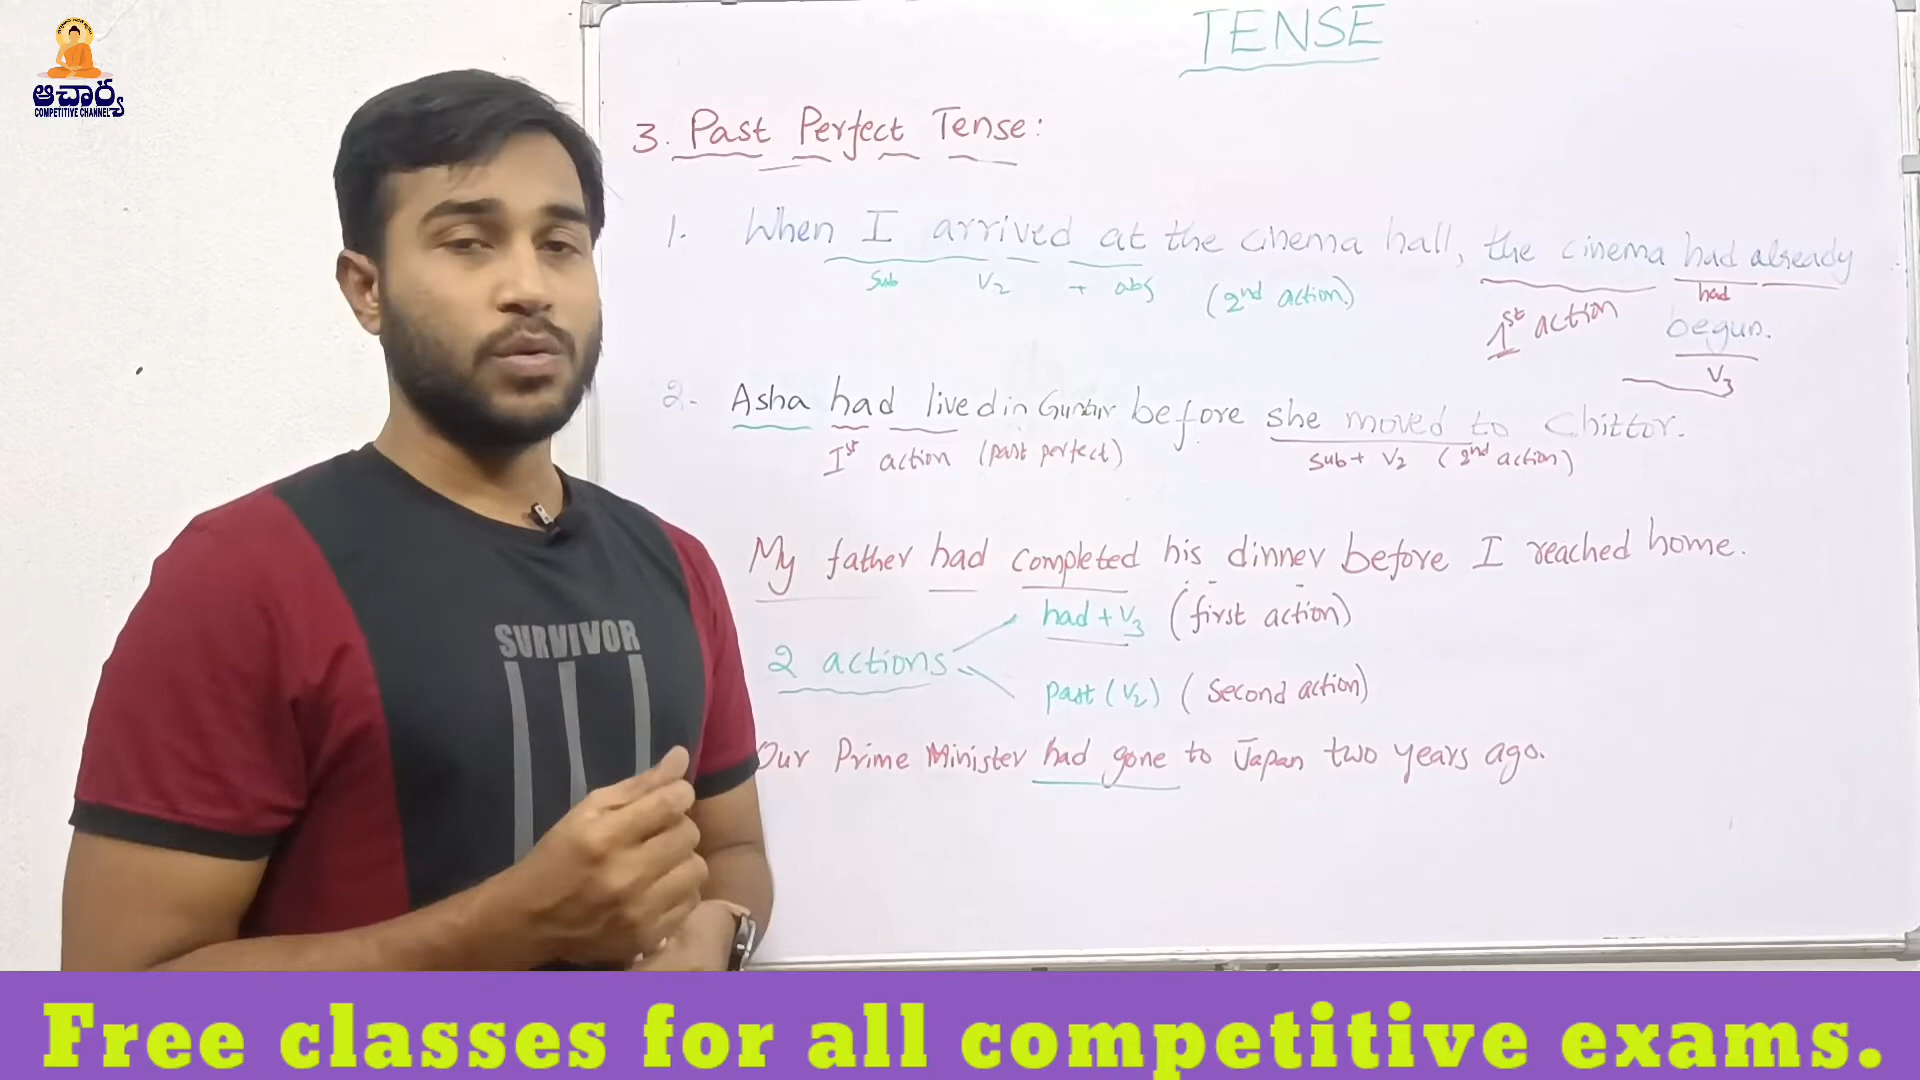 ఆచార్య
COMPETITIVE CHANNEL
TENSE
3. Past Perfect Tense:
1. When I arrived at the cinema hall, the cinema had already
sub V2 + obj (2nd action) had
1st action begun.
V3
2. Asha had lived in Guntur before she moved to Chittor.
Ist action (past perfect) sub + V2 (2nd action)
My father had completed his dinner before I reached home.
had + V3 (first action)
2 actions
past (V2) (Second action)
Our Prime Minister had gone to Japan two years ago.
SURVIVOR
Free classes for all competitive exams.